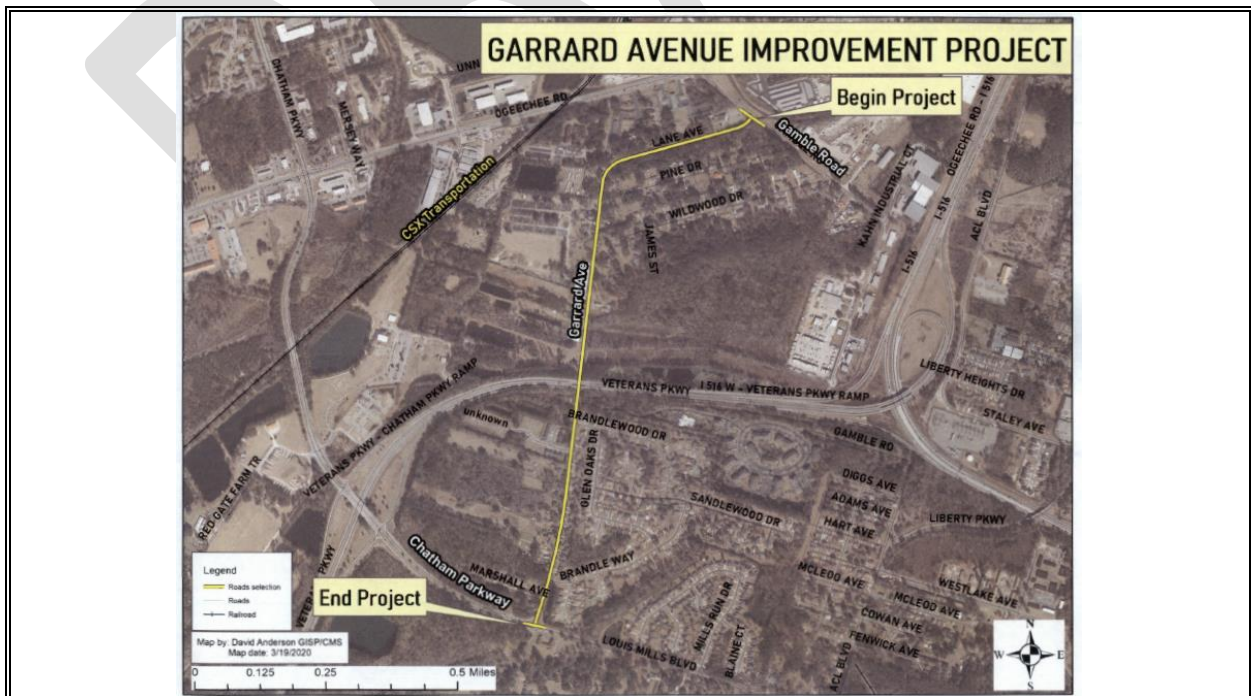 GARRARD AVENUE IMPROVEMENT PROJECT
Begin Project
UNN
OGEECHEE RD
CHATHAM PKWY
MERSEY WAY
CSX Transportation
LANE AVE
Gamble Road
PINE DR
WILDWOOD DR
JAMES ST
KAHN INDUSTRIAL CT
OGEECHEE RD - I 516
I-516
I-516
ACL BLVD
Garrard Ave
VETERANS PKWY
I 516 W - VETERANS PKWY RAMP
LIBERTY HEIGHTS DR
STALEY AVE
VETERANS PKWY - CHATHAM PKWY RAMP
unknown
BRANDLEWOOD DR
GAMBLE RD
GLEN OAKS DR
DIGGS AVE
ADAMS AVE
HART AVE
SANDLEWOOD DR
LIBERTY PKWY
RED GATE FARM TR
Chatham Parkway
MARSHALL AVE
BRANDLE WAY
MCLEOD AVE
WESTLAKE AVE
MCLEOD AVE
COWAN AVE
FENWICK AVE
MILLS RUN DR
BLAINE CT
LOUIS MILLS BLVD
ACL BLVD
PKWY
End Project
Legend
Roads selection
Roads
Railroad
Map by: David Anderson GISP/CMS
Map date: 3/19/2020
0 0.125 0.25 0.5 Miles
N
W E
S